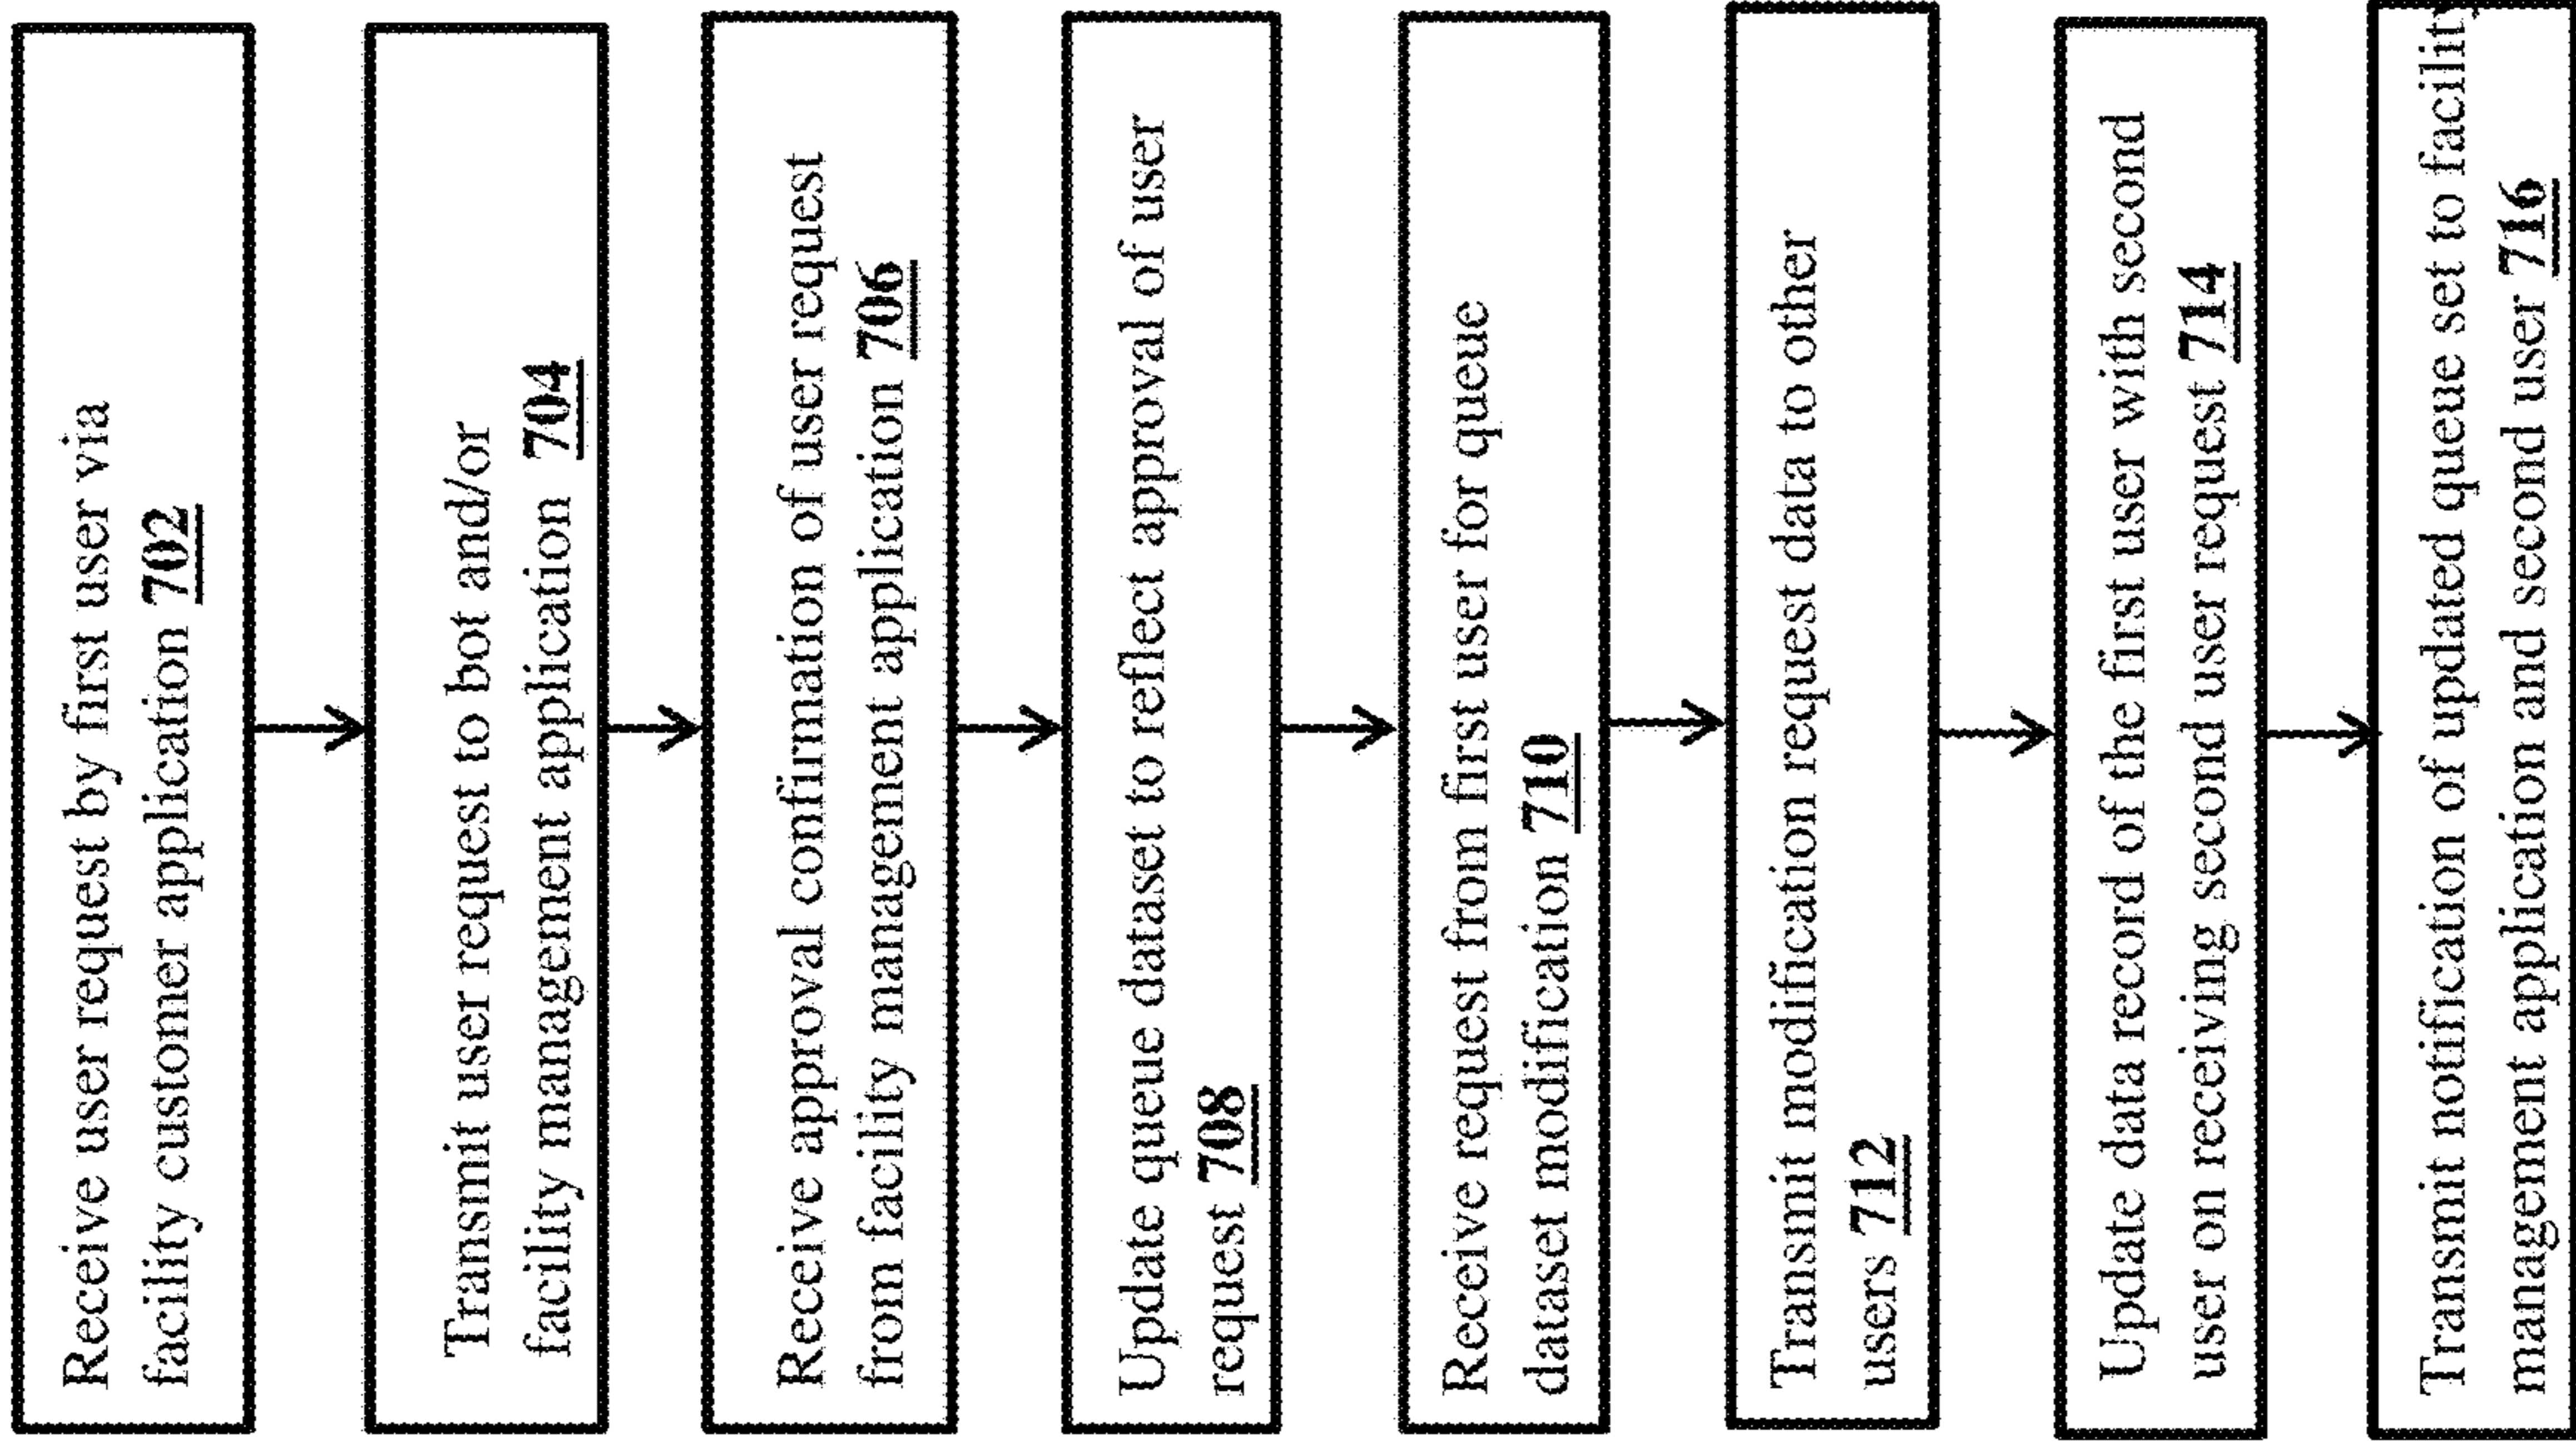 Receive user request by first user via
facility customer application 702
Transmit user request to bot and/or
facility management application 704
Receive approval confirmation of user request
from facility management application 706
Update queue dataset to reflect approval of user
request 708
Receive request from first user for queue
dataset modification 710
Transmit modification request data to other
users 712
Update data record of the first user with second
user on receiving second user request 714
Transmit notification of updated queue set to facility
management application and second user 716